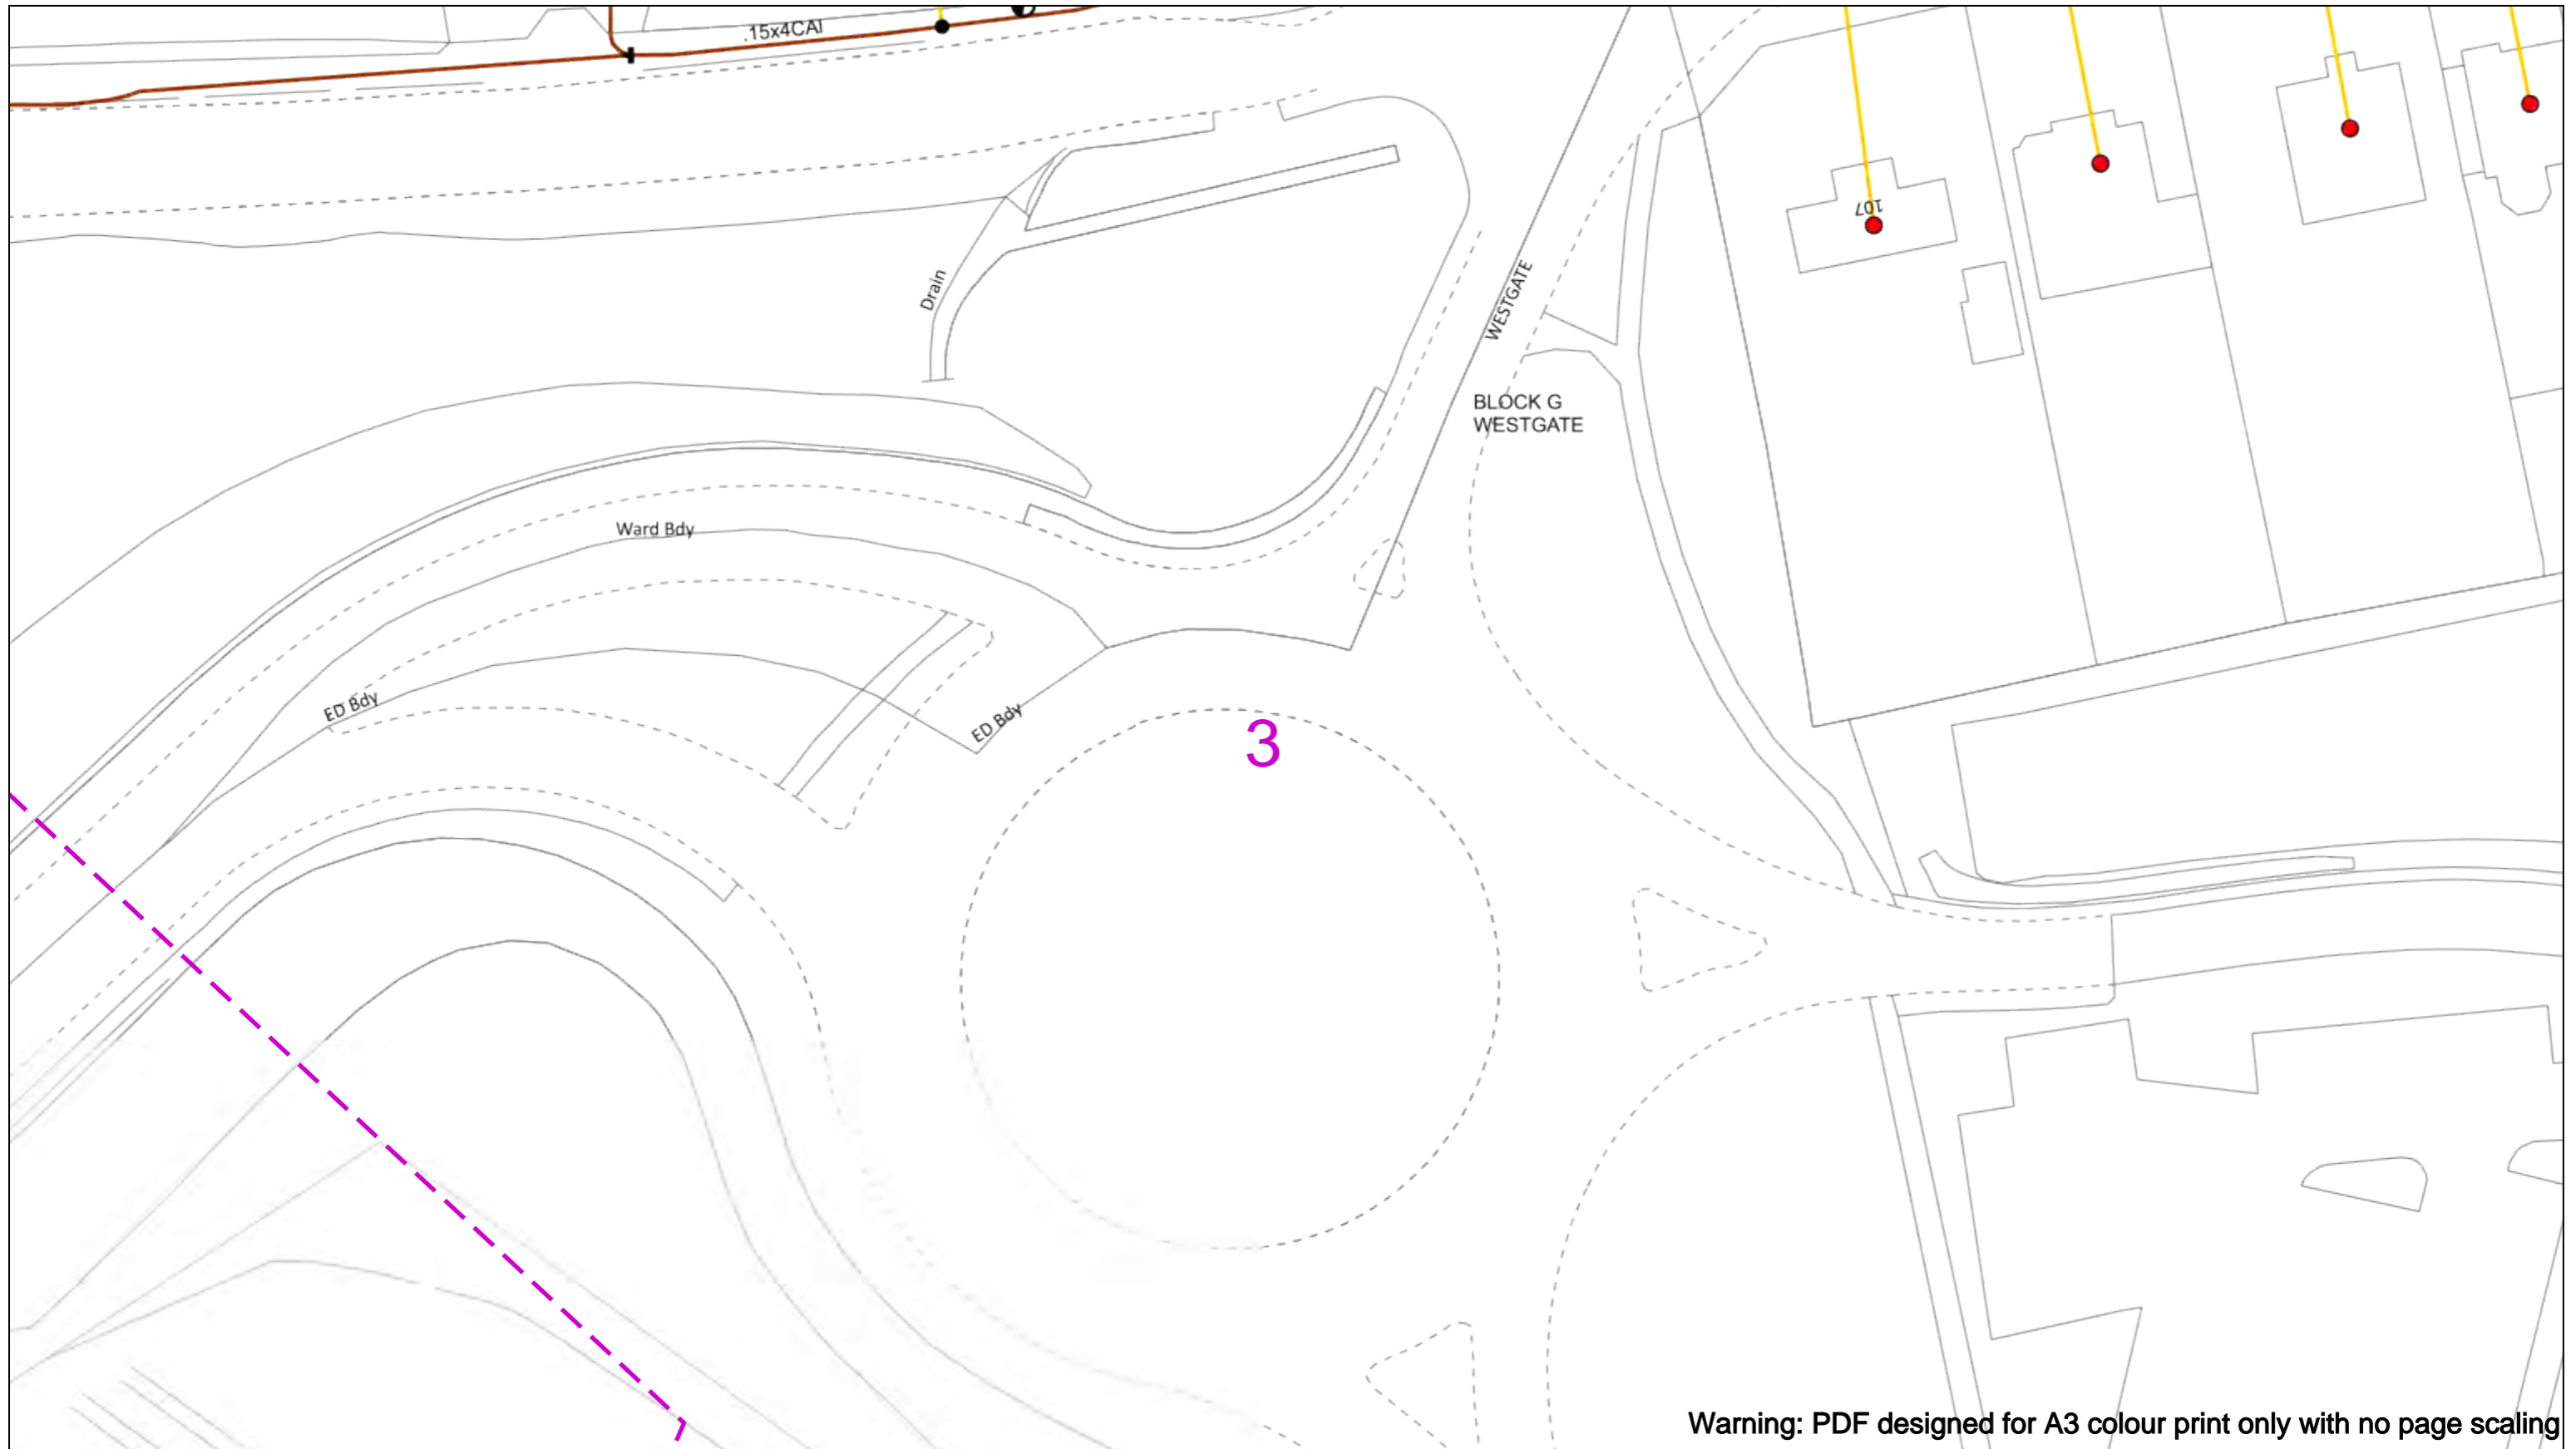 .15x4CAI
107
Drain
WESTGATE
BLOCK G
WESTGATE
Ward Bdy
ED Bdy
ED Bdy
3
Warning: PDF designed for A3 colour print only with no page scaling